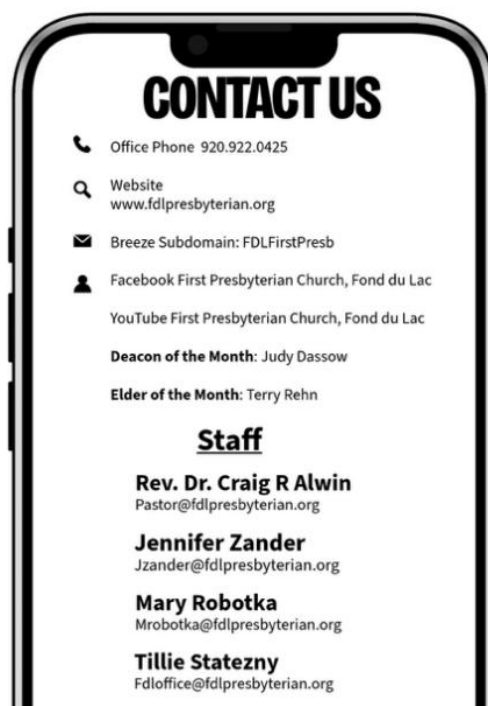 CONTACT US
Office Phone 920.922.0425
Website
www.fdlpresbyterian.org
Breeze Subdomain: FDLFirstPresb
Facebook First Presbyterian Church, Fond du Lac
YouTube First Presbyterian Church, Fond du Lac
Deacon of the Month: Judy Dassow
Elder of the Month: Terry Rehn
Staff
Rev. Dr. Craig R Alwin
Pastor@fdlpresbyterian.org
Jennifer Zander
Jzander@fdlpresbyterian.org
Mary Robotka
Mrobotka@fdlpresbyterian.org
Tillie Statezny
Fdloffice@fdlpresbyterian.org